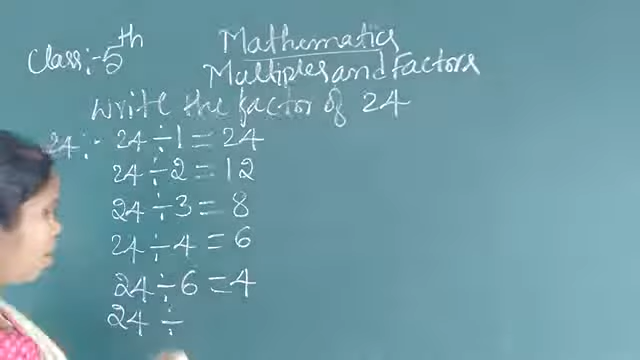 Class:-5th
Mathematics
Multiples and Factors
Write the factor of 24
24:- 24÷1=24
24÷2=12
24÷3=8
24÷4=6
24÷6=4
24÷